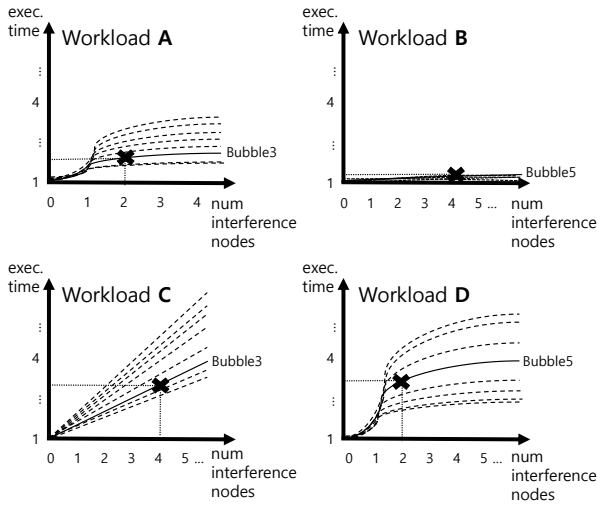 exec.
time
Workload A
⋮
4
⋮
1
Bubble3
0 1 2 3 4
num
interference
nodes
exec.
time
Workload B
⋮
4
⋮
1
Bubble5
0 1 2 3 4 5 ...
num
interference
nodes
exec.
time
Workload C
⋮
4
⋮
1
Bubble3
0 1 2 3 4 5 ...
num
interference
nodes
exec.
time
Workload D
⋮
4
⋮
1
Bubble5
0 1 2 3 4 5 ...
num
interference
nodes